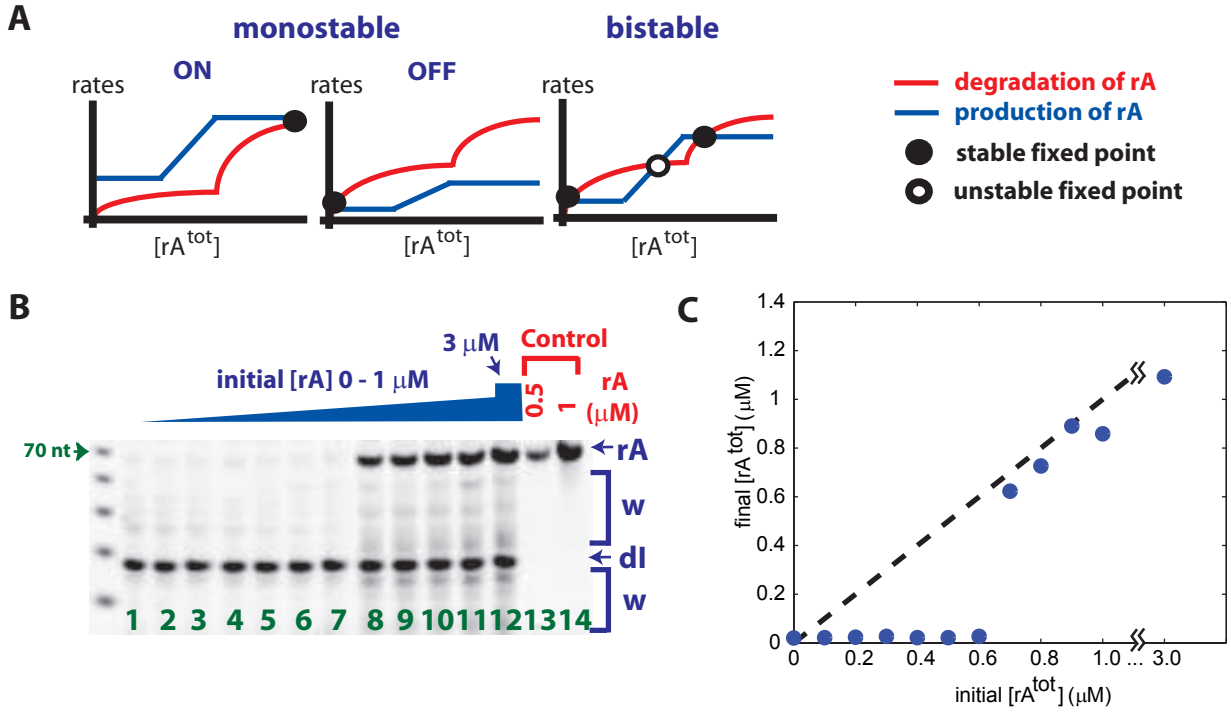 A
monostable
bistable
ON
OFF
rates
rates
rates
[rA^tot]
[rA^tot]
[rA^tot]
degradation of rA
production of rA
stable fixed point
unstable fixed point
B
3 μM
Control
initial [rA] 0 - 1 μM
0.5
1
rA
(μM)
70 nt
rA
w
dI
w
1 2 3 4 5 6 7 8 9 10 11 12 13 14
C
1.4
1.2
1
0.8
0.6
0.4
0.2
0
final [rA^tot] (μM)
0 0.2 0.4 0.6 0.8 1.0 ... 3.0
initial [rA^tot] (μM)